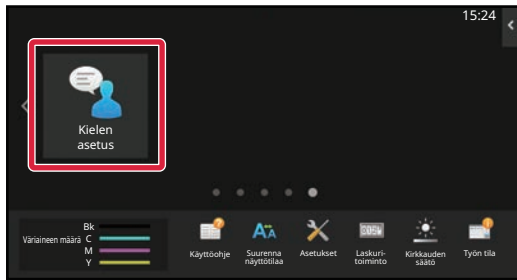 15:24
Kielen
asetus
Bk
Väriaineen määrä C
M
Y
Käyttöohje
Suurenna
näyttötilaa
Asetukset
Laskuri-
toiminto
Kirkkauden
säätö
Työn tila